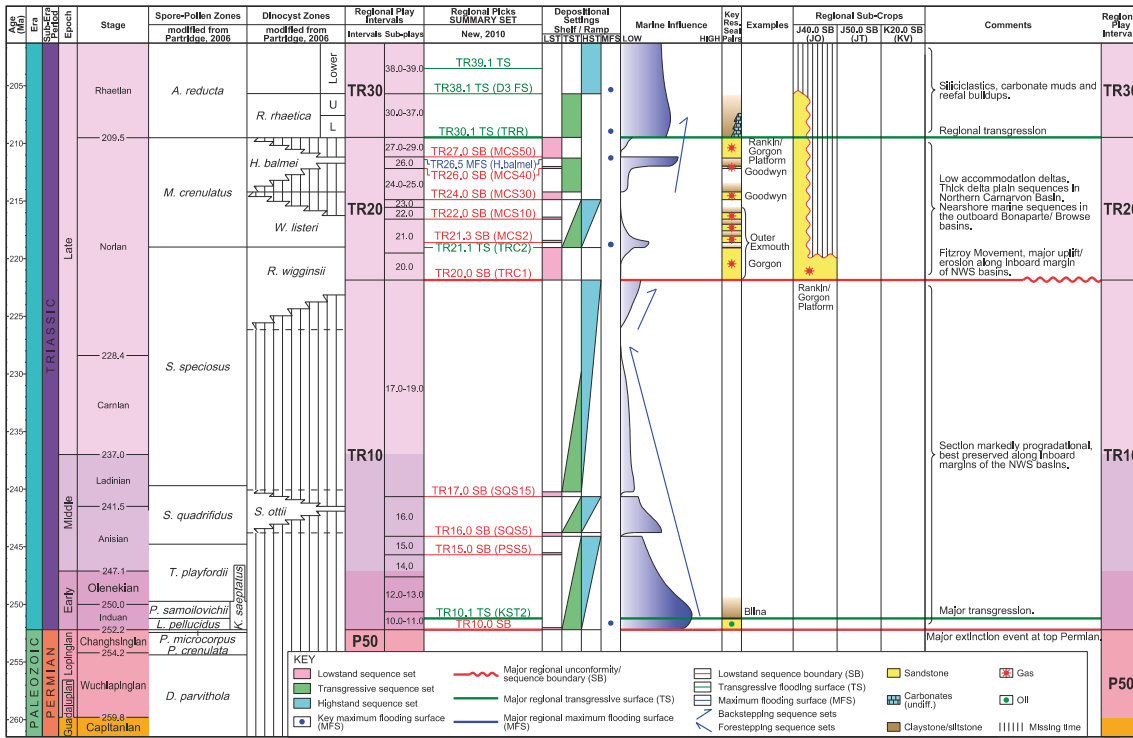 Age (Ma)
Era
Sub-Era
Period
Epoch
Stage
Spore-Pollen Zones
modified from
Partridge, 2006
Dinocyst Zones
modified from
Partridge, 2006
Regional Play
Intervals
Intervals Sub-plays
Regional Picks
SUMMARY SET
New, 2010
Depositional
Settings
Shelf / Ramp
LST TST HST MFS
Marine Influence
LOW HIGH
Key
Res.
Seal
Pairs
Examples
Regional Sub-Crops
J40.0 SB
(JO)
J50.0 SB
(JT)
K20.0 SB
(KV)
Comments
Regional
Play
Intervals
205
210
215
220
225
230
235
240
245
250
255
260
PALEOZOIC
TRIASSIC
PERMIAN
Late
Middle
Early
Lopingian
Guadalupian
Rhaetian
209.5
Norian
228.4
Carnian
237.0
Ladinian
241.5
Anisian
247.1
Olenekian
250.0
Induan
252.2
Changhsingian
254.2
Wuchiapingian
259.8
Capitanian
A. reducta
R. rhaetica
Lower
U
L
H. balmei
M. crenulatus
W. listeri
R. wigginsii
S. speciosus
S. quadrifidus
S. ottii
T. playfordii
K. saeptatus
P. samoilovichii
L. pellucidus
P. microcorpus
P. crenulata
D. parvithola
TR30
TR20
TR10
P50
38.0-39.0
30.0-37.0
27.0-29.0
26.0
24.0-25.0
23.0
22.0
21.0
20.0
17.0-19.0
16.0
15.0
14.0
12.0-13.0
10.0-11.0
TR39.1 TS
TR38.1 TS (D3 FS)
TR30.1 TS (TRR)
TR27.0 SB (MCS50)
TR26.5 MFS (H.balmei)
TR26.0 SB (MCS40)
TR24.0 SB (MCS30)
TR22.0 SB (MCS10)
TR21.3 SB (MCS2)
TR21.1 TS (TRC2)
TR20.0 SB (TRC1)
TR17.0 SB (SQS15)
TR16.0 SB (SQS5)
TR15.0 SB (PSS5)
TR10.1 TS (KST2)
TR10.0 SB
Rankin/
Gorgon
Platform
Goodwyn
Goodwyn
Outer
Exmouth
Gorgon
Bllna
Rankin/
Gorgon
Platform
Siliciclastics, carbonate muds and
reefal buildups.
Regional transgression
Low accommodation deltas.
Thick delta plain sequences in
Northern Carnarvon Basin.
Nearshore marine sequences in
the outboard Bonaparte/ Browse
basins.
Fitzroy Movement, major uplift/
erosion along Inboard margin
of NWS basins.
Section markedly progradational,
best preserved along Inboard
margins of the NWS basins.
Major transgression.
Major extinction event at top Permian.
TR30
TR20
TR10
P50
KEY
Lowstand sequence set
Transgressive sequence set
Highstand sequence set
Key maximum flooding surface
(MFS)
Major regional unconformity/
sequence boundary (SB)
Major regional transgressive surface (TS)
Major regional maximum flooding surface
(MFS)
Lowstand sequence boundary (SB)
Transgressive flooding surface (TS)
Maximum flooding surface (MFS)
Backstepping sequence sets
Forestepping sequence sets
Sandstone
Carbonates
(undiff.)
Claystone/siltstone
Gas
Oil
Missing time